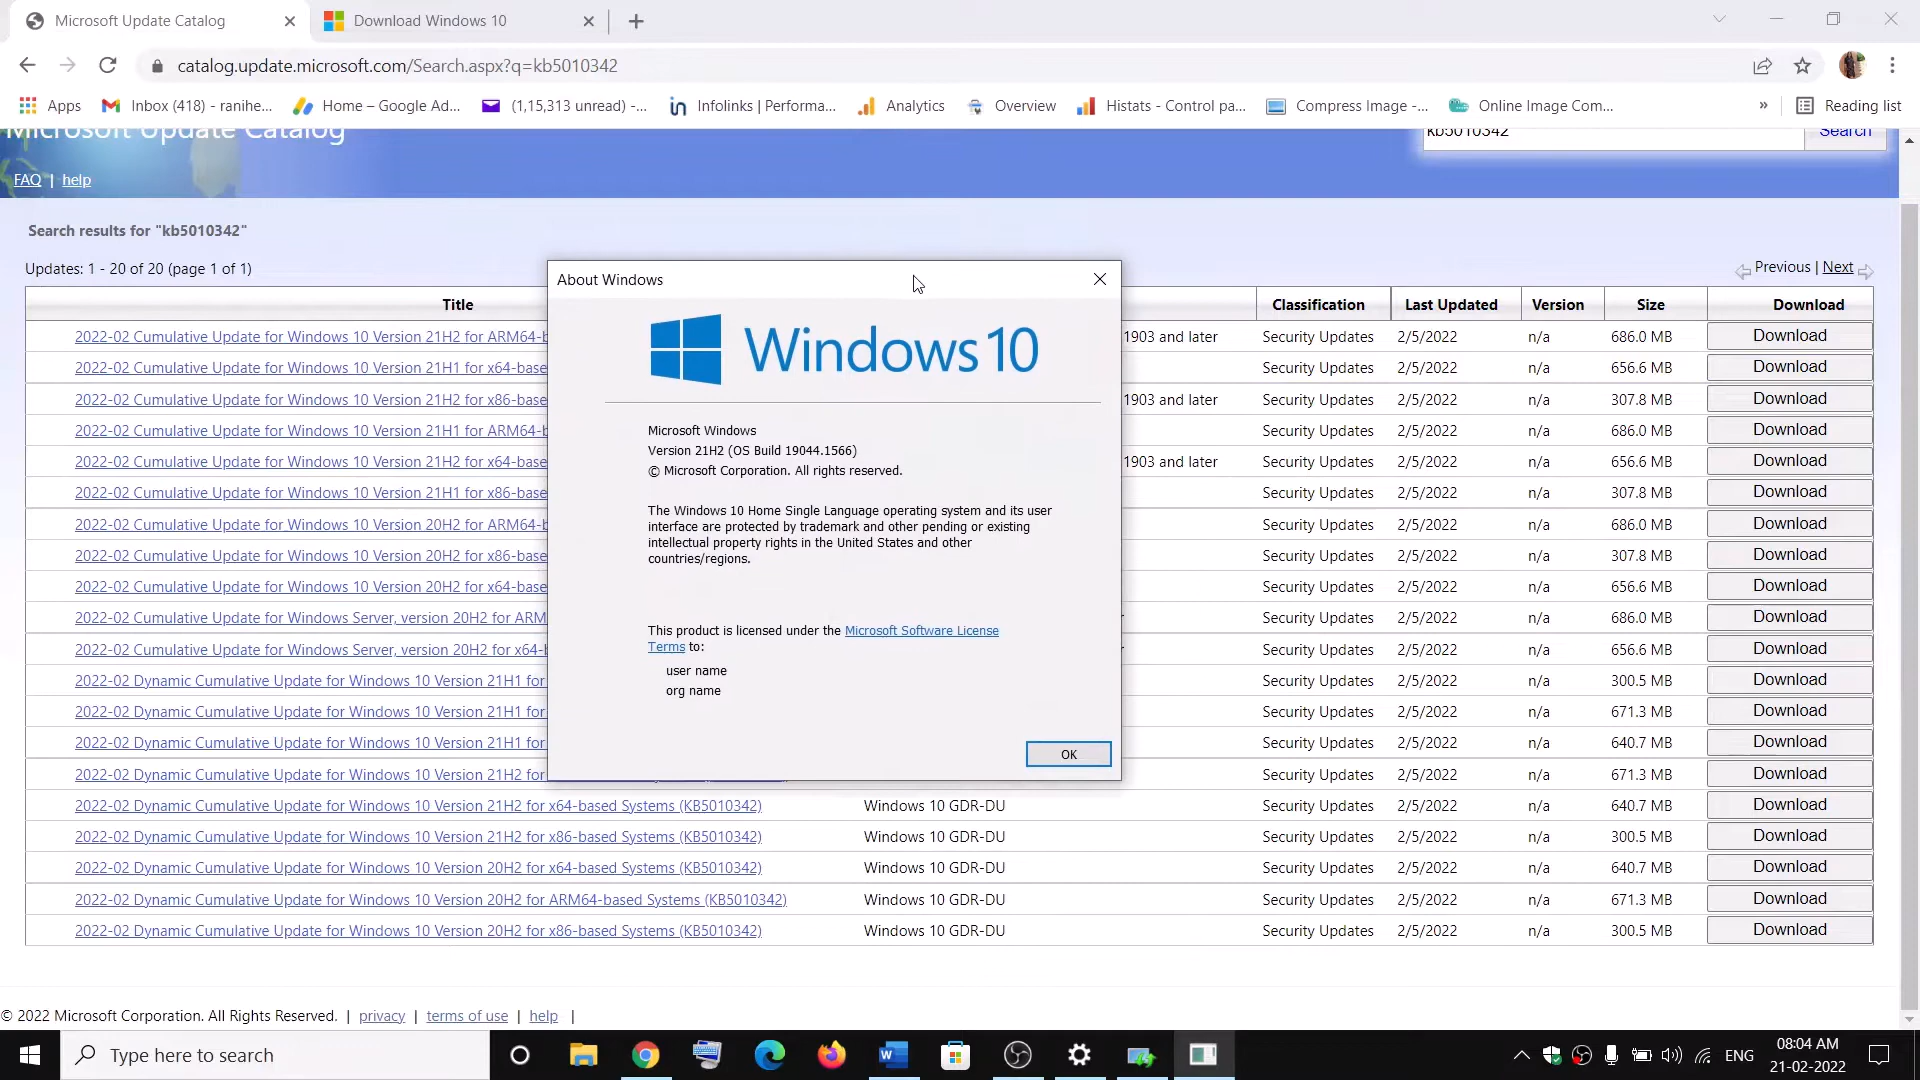 Microsoft Update Catalog
Download Windows 10
catalog.update.microsoft.com/Search.aspx?q=kb5010342
Apps
Inbox (418) - ranihe...
Home – Google Ad...
(1,15,313 unread) -...
Infolinks | Performa...
Analytics
Overview
Histats - Control pa...
Compress Image -...
Online Image Com...
»
Reading list
Microsoft Update Catalog
kb5010342
Search
FAQ | help
Search results for "kb5010342"
Updates: 1 - 20 of 20 (page 1 of 1)
Previous | Next
Title Classification Last Updated Version Size Download
2022-02 Cumulative Update for Windows 10 Version 21H2 for ARM64-b 1903 and later Security Updates 2/5/2022 n/a 686.0 MB Download
2022-02 Cumulative Update for Windows 10 Version 21H1 for x64-base Security Updates 2/5/2022 n/a 656.6 MB Download
2022-02 Cumulative Update for Windows 10 Version 21H2 for x86-base 1903 and later Security Updates 2/5/2022 n/a 307.8 MB Download
2022-02 Cumulative Update for Windows 10 Version 21H1 for ARM64-b Security Updates 2/5/2022 n/a 686.0 MB Download
2022-02 Cumulative Update for Windows 10 Version 21H2 for x64-base 1903 and later Security Updates 2/5/2022 n/a 656.6 MB Download
2022-02 Cumulative Update for Windows 10 Version 21H1 for x86-base Security Updates 2/5/2022 n/a 307.8 MB Download
2022-02 Cumulative Update for Windows 10 Version 20H2 for ARM64-b Security Updates 2/5/2022 n/a 686.0 MB Download
2022-02 Cumulative Update for Windows 10 Version 20H2 for x86-base Security Updates 2/5/2022 n/a 307.8 MB Download
2022-02 Cumulative Update for Windows 10 Version 20H2 for x64-base Security Updates 2/5/2022 n/a 656.6 MB Download
2022-02 Cumulative Update for Windows Server, version 20H2 for ARM Security Updates 2/5/2022 n/a 686.0 MB Download
2022-02 Cumulative Update for Windows Server, version 20H2 for x64-b Security Updates 2/5/2022 n/a 656.6 MB Download
2022-02 Dynamic Cumulative Update for Windows 10 Version 21H1 for Security Updates 2/5/2022 n/a 300.5 MB Download
2022-02 Dynamic Cumulative Update for Windows 10 Version 21H1 for Security Updates 2/5/2022 n/a 671.3 MB Download
2022-02 Dynamic Cumulative Update for Windows 10 Version 21H1 for Security Updates 2/5/2022 n/a 640.7 MB Download
2022-02 Dynamic Cumulative Update for Windows 10 Version 21H2 for Security Updates 2/5/2022 n/a 671.3 MB Download
2022-02 Dynamic Cumulative Update for Windows 10 Version 21H2 for x64-based Systems (KB5010342) Windows 10 GDR-DU Security Updates 2/5/2022 n/a 640.7 MB Download
2022-02 Dynamic Cumulative Update for Windows 10 Version 21H2 for x86-based Systems (KB5010342) Windows 10 GDR-DU Security Updates 2/5/2022 n/a 300.5 MB Download
2022-02 Dynamic Cumulative Update for Windows 10 Version 20H2 for x64-based Systems (KB5010342) Windows 10 GDR-DU Security Updates 2/5/2022 n/a 640.7 MB Download
2022-02 Dynamic Cumulative Update for Windows 10 Version 20H2 for ARM64-based Systems (KB5010342) Windows 10 GDR-DU Security Updates 2/5/2022 n/a 671.3 MB Download
2022-02 Dynamic Cumulative Update for Windows 10 Version 20H2 for x86-based Systems (KB5010342) Windows 10 GDR-DU Security Updates 2/5/2022 n/a 300.5 MB Download
About Windows
Windows 10
Microsoft Windows
Version 21H2 (OS Build 19044.1566)
© Microsoft Corporation. All rights reserved.
The Windows 10 Home Single Language operating system and its user
interface are protected by trademark and other pending or existing
intellectual property rights in the United States and other
countries/regions.
This product is licensed under the Microsoft Software License
Terms to:
user name
org name
OK
© 2022 Microsoft Corporation. All Rights Reserved. | privacy | terms of use | help |
Type here to search
ENG
08:04 AM
21-02-2022